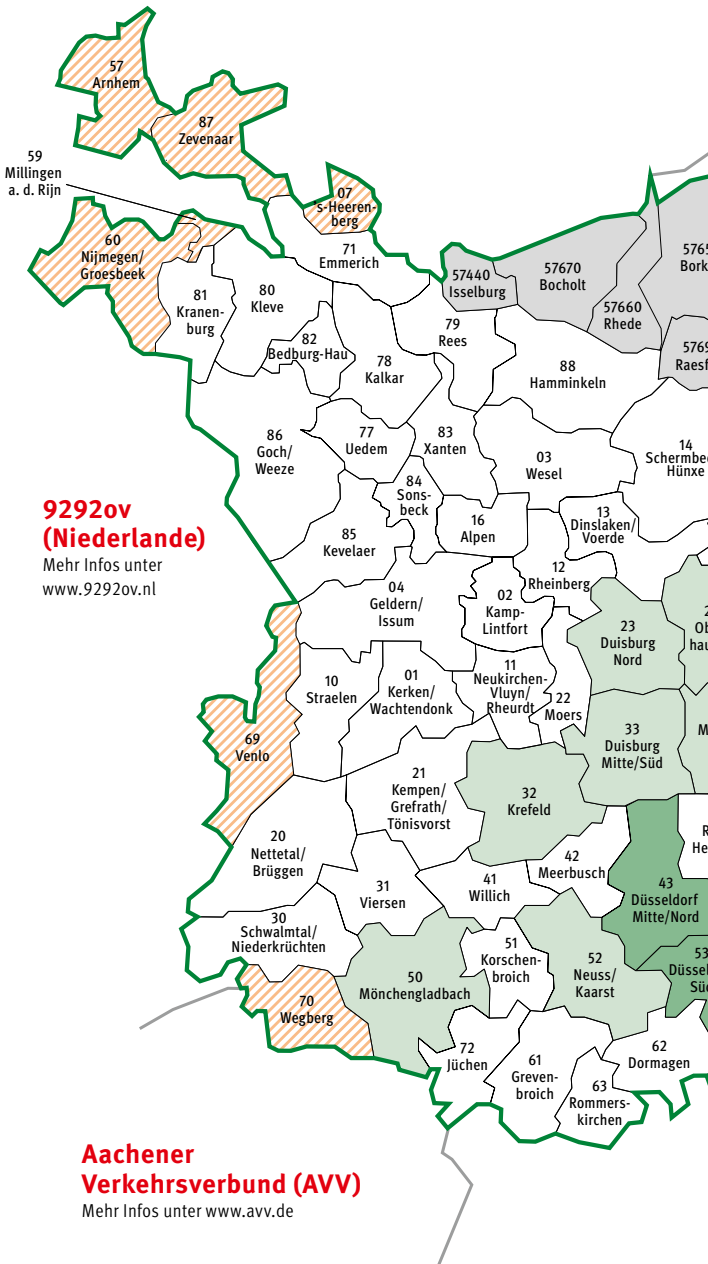 57
Arnhem
87
Zevenaar
59
Millingen
a. d. Rijn
07
's-Heeren-
berg
60
Nijmegen/
Groesbeek
71
Emmerich
57440
Isselburg
57670
Bocholt
57660
Rhede
81
Kranen-
burg
80
Kleve
82
Bedburg-Hau
79
Rees
78
Kalkar
88
Hamminkeln
86
Goch/
Weeze
77
Uedem
83
Xanten
03
Wesel
14
Hünxe
84
Sons-
beck
9292ov
(Niederlande)
Mehr Infos unter
www.9292ov.nl
85
Kevelaer
16
Alpen
13
Dinslaken/
Voerde
12
Rheinberg
04
Geldern/
Issum
02
Kamp-
Lintfort
23
Duisburg
Nord
10
Straelen
01
Kerken/
Wachtendonk
11
Neukirchen-
Vluyn/
Rheurdt
22
Moers
69
Venlo
33
Duisburg
Mitte/Süd
21
Kempen/
Grefrath/
Tönisvorst
32
Krefeld
20
Nettetal/
Brüggen
42
Meerbusch
31
Viersen
41
Willich
43
Düsseldorf
Mitte/Nord
30
Schwalmtal/
Niederkrüchten
51
Korschen-
broich
52
Neuss/
Kaarst
53
50
Mönchengladbach
70
Wegberg
72
Jüchen
61
Greven-
broich
62
Dormagen
63
Rommers-
kirchen
Aachener
Verkehrsverbund (AVV)
Mehr Infos unter www.avv.de